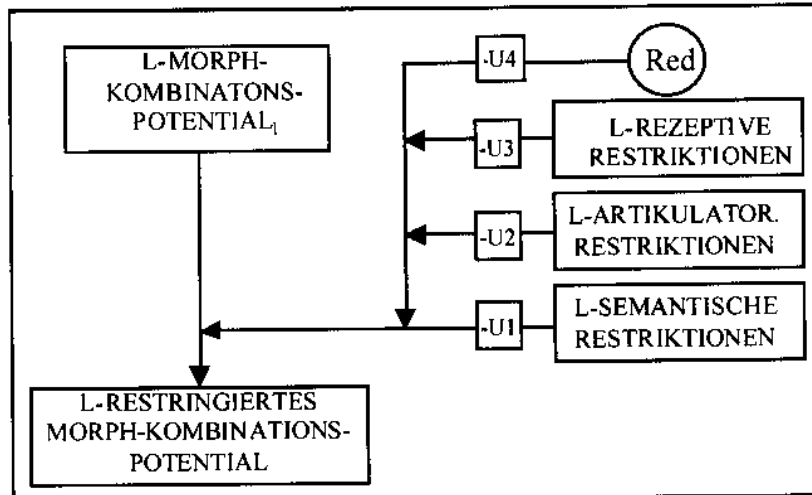 L-MORPH-
KOMBINATONS-
POTENTIAL₁
-U4
Red
-U3
L-REZEPTIVE
RESTRIKTIONEN
-U2
L-ARTIKULATOR.
RESTRIKTIONEN
-U1
L-SEMANTISCHE
RESTRIKTIONEN
L-RESTRINGIERTES
MORPH-KOMBINATIONS-
POTENTIAL